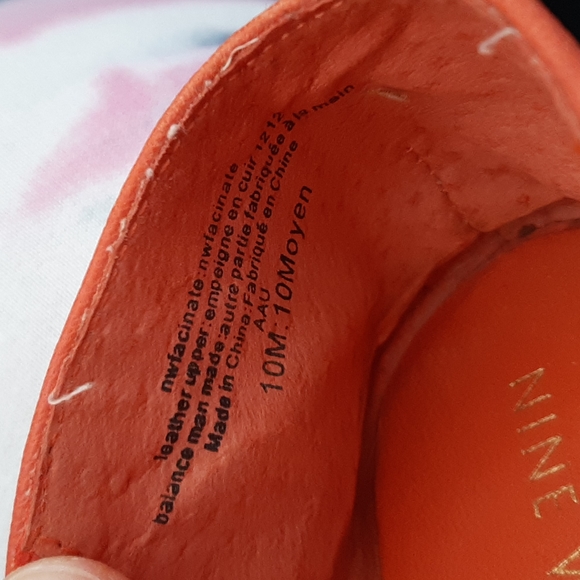 nwfacinate:nwfacinate
leather upper:empeigne en cuir 1212
balance man made:autre partie fabriquée à la main
Made in China:Fabriqué en Chine
AAU
10M:10Moyen
NINE W